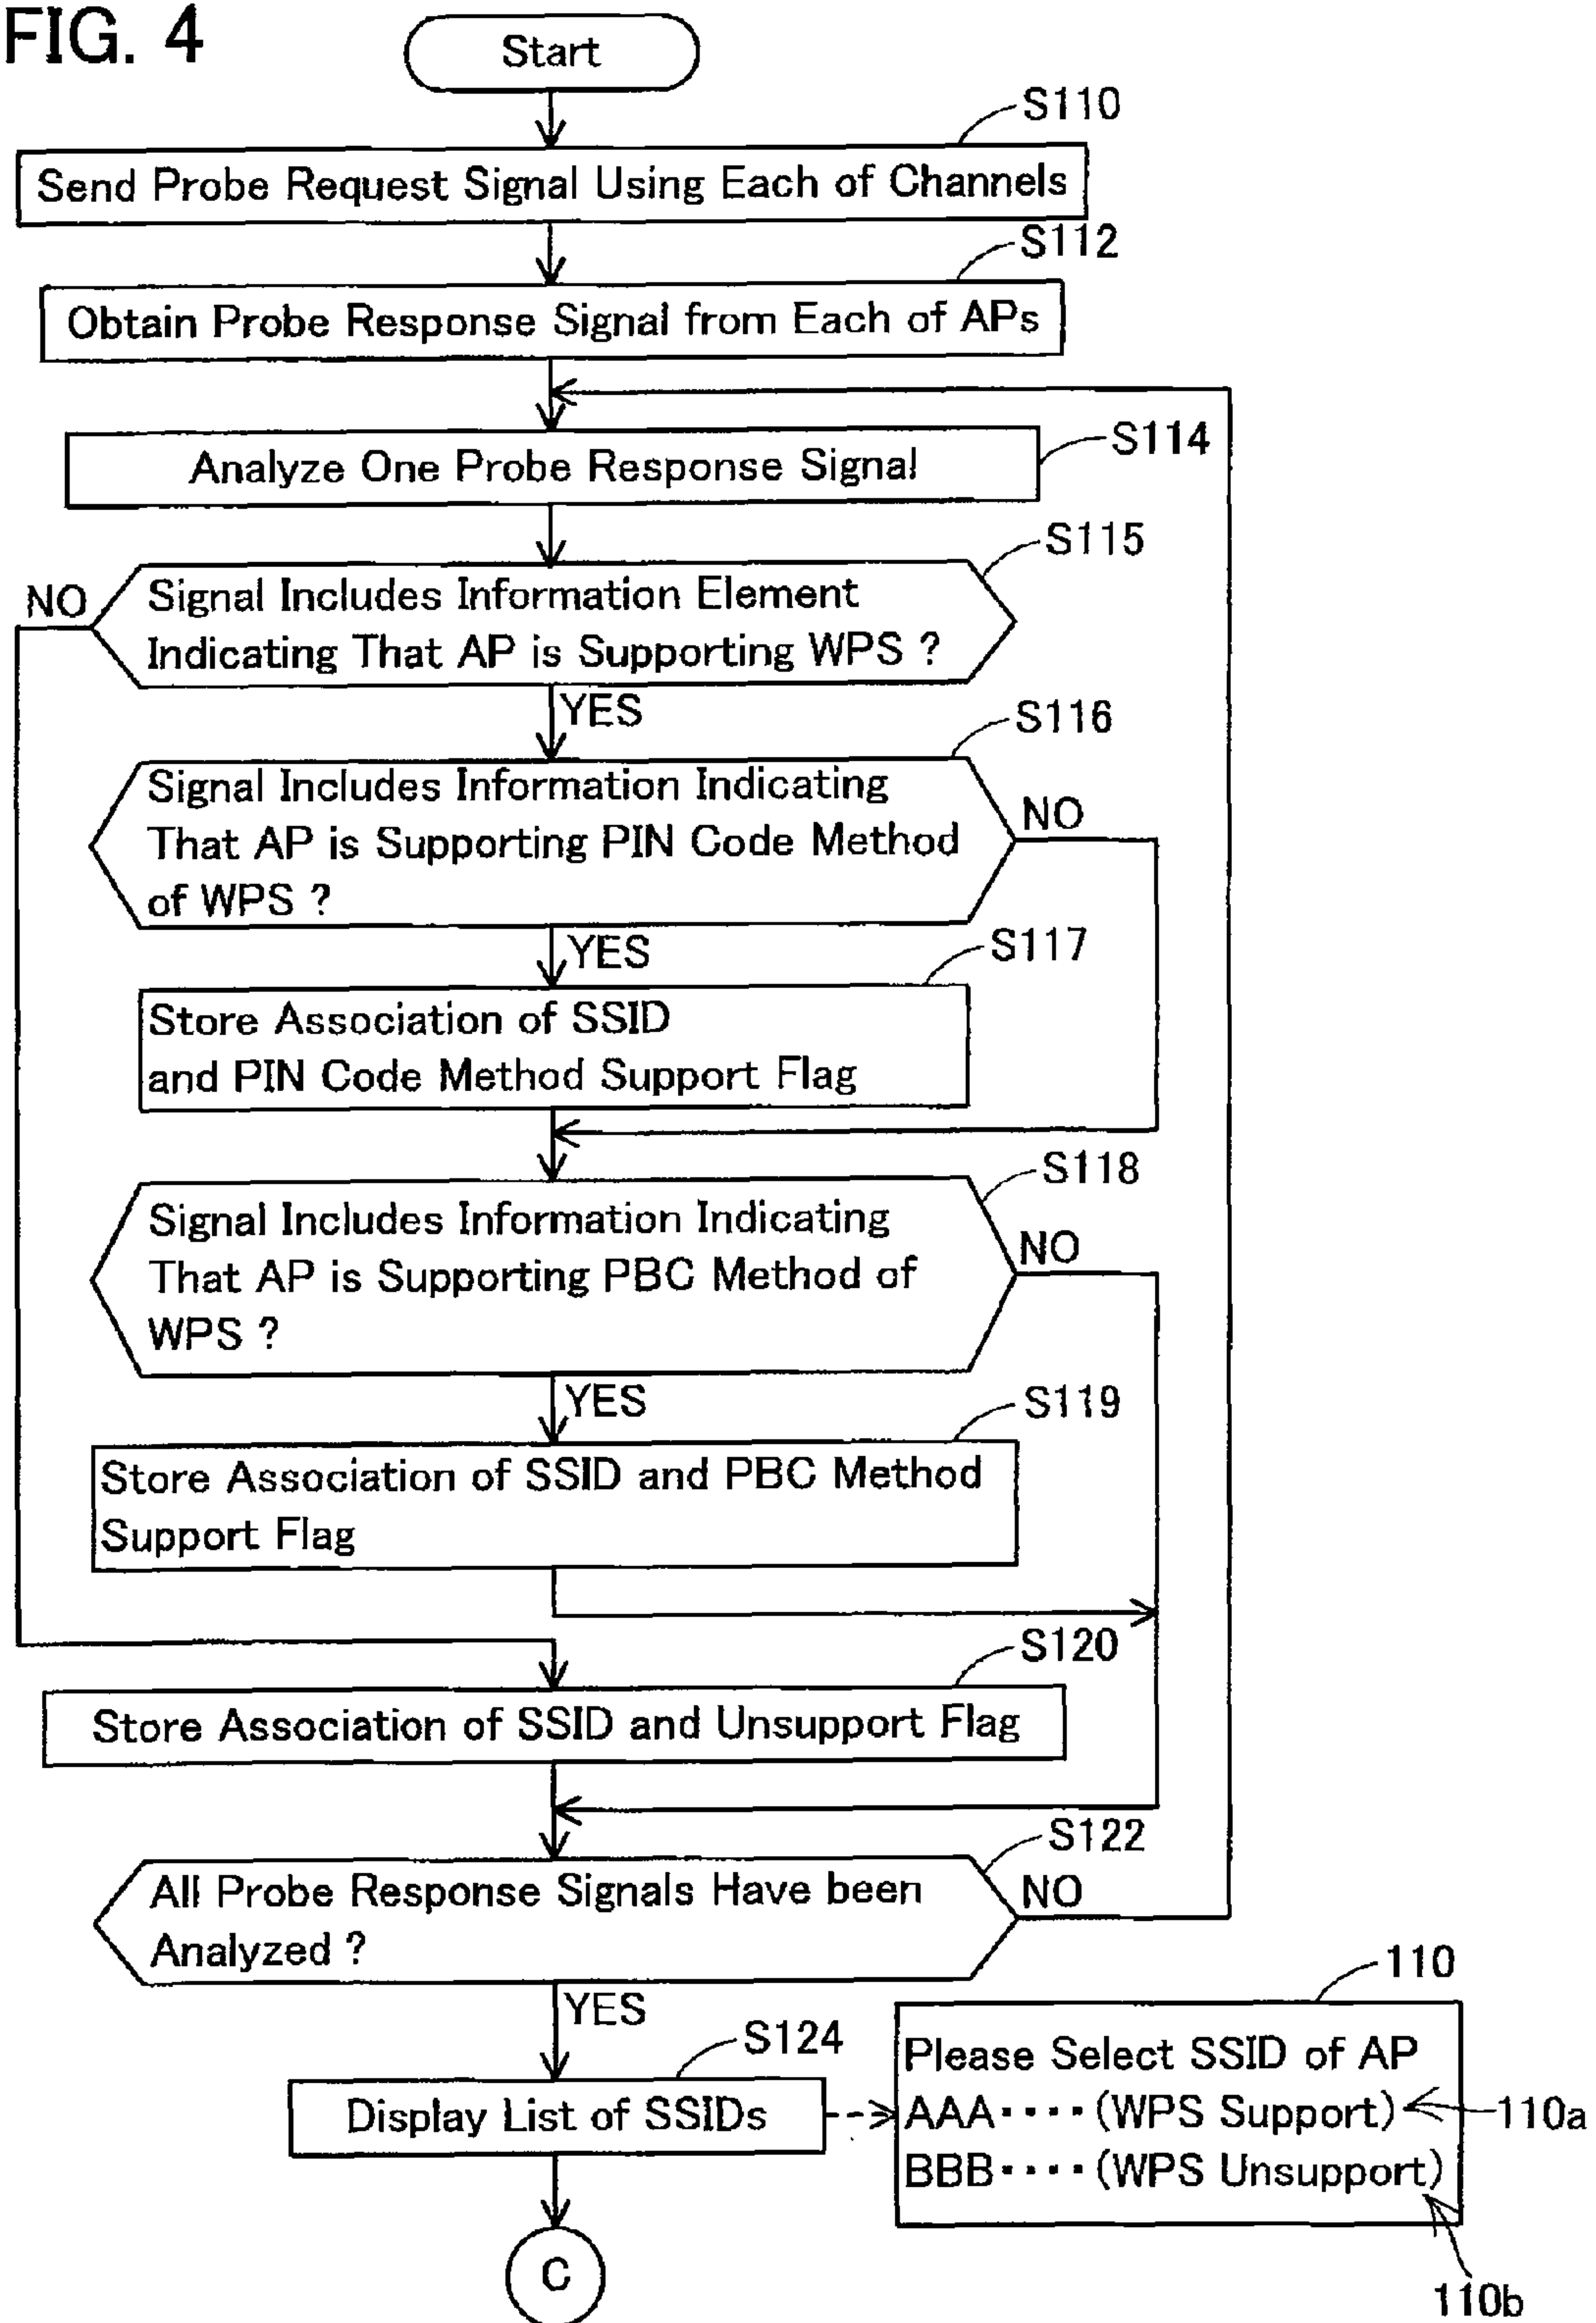 FIG. 4
Start
S110
Send Probe Request Signal Using Each of Channels
S112
Obtain Probe Response Signal from Each of APs
S114
Analyze One Probe Response Signal
S115
NO
Signal Includes Information Element
Indicating That AP is Supporting WPS ?
YES
S116
Signal Includes Information Indicating
That AP is Supporting PIN Code Method
of WPS ?
NO
YES
S117
Store Association of SSID
and PIN Code Method Support Flag
S118
Signal Includes Information Indicating
That AP is Supporting PBC Method of
WPS ?
NO
YES
S119
Store Association of SSID and PBC Method
Support Flag
S120
Store Association of SSID and Unsupport Flag
S122
All Probe Response Signals Have been
Analyzed ?
NO
YES
S124
Display List of SSIDs
110
Please Select SSID of AP
AAA････(WPS Support)
110a
BBB････(WPS Unsupport)
110b
C